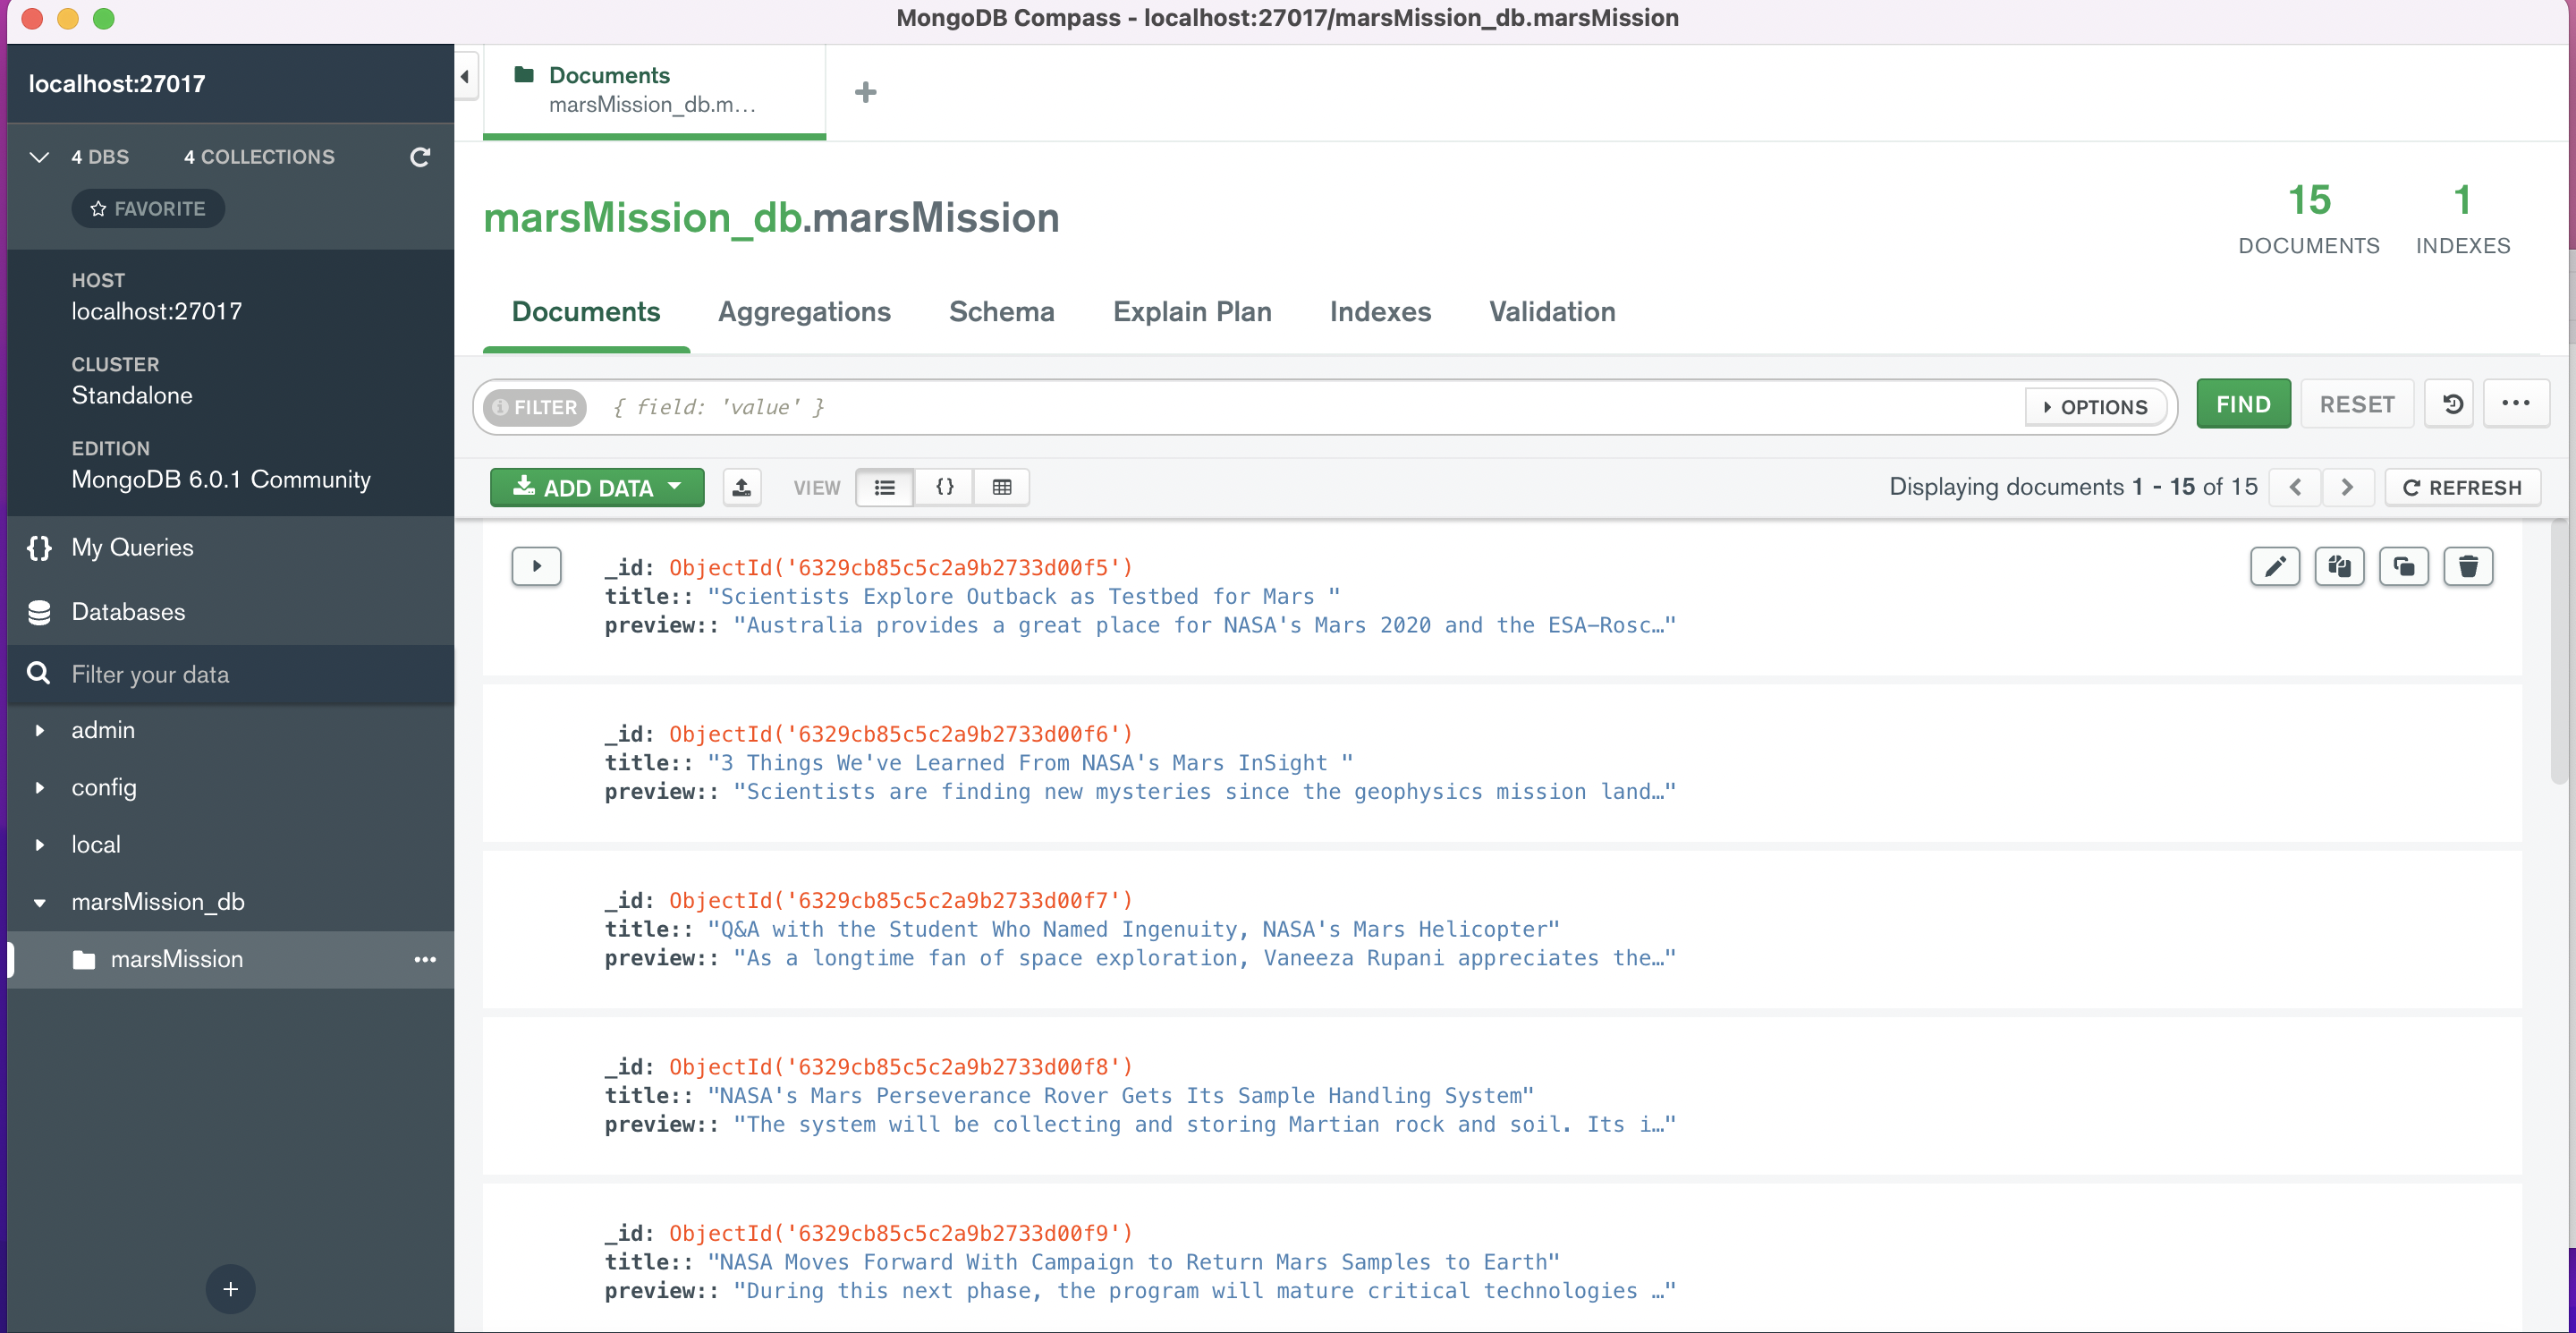 MongoDB Compass - localhost:27017/marsMission_db.marsMission
localhost:27017
4 DBS 4 COLLECTIONS
FAVORITE
HOST
localhost:27017
CLUSTER
Standalone
EDITION
MongoDB 6.0.1 Community
{} My Queries
Databases
Filter your data
admin
config
local
marsMission_db
marsMission •••
+
Documents
marsMission_db.m...
+
marsMission_db.marsMission
15
DOCUMENTS
1
INDEXES
Documents Aggregations Schema Explain Plan Indexes Validation
FILTER { field: 'value' } OPTIONS FIND RESET •••
ADD DATA VIEW {} Displaying documents 1 - 15 of 15 < > REFRESH
_id: ObjectId('6329cb85c5c2a9b2733d00f5')
title:: "Scientists Explore Outback as Testbed for Mars "
preview:: "Australia provides a great place for NASA's Mars 2020 and the ESA-Rosc…"
_id: ObjectId('6329cb85c5c2a9b2733d00f6')
title:: "3 Things We've Learned From NASA's Mars InSight "
preview:: "Scientists are finding new mysteries since the geophysics mission land…"
_id: ObjectId('6329cb85c5c2a9b2733d00f7')
title:: "Q&A with the Student Who Named Ingenuity, NASA's Mars Helicopter"
preview:: "As a longtime fan of space exploration, Vaneeza Rupani appreciates the…"
_id: ObjectId('6329cb85c5c2a9b2733d00f8')
title:: "NASA's Mars Perseverance Rover Gets Its Sample Handling System"
preview:: "The system will be collecting and storing Martian rock and soil. Its i…"
_id: ObjectId('6329cb85c5c2a9b2733d00f9')
title:: "NASA Moves Forward With Campaign to Return Mars Samples to Earth"
preview:: "During this next phase, the program will mature critical technologies …"